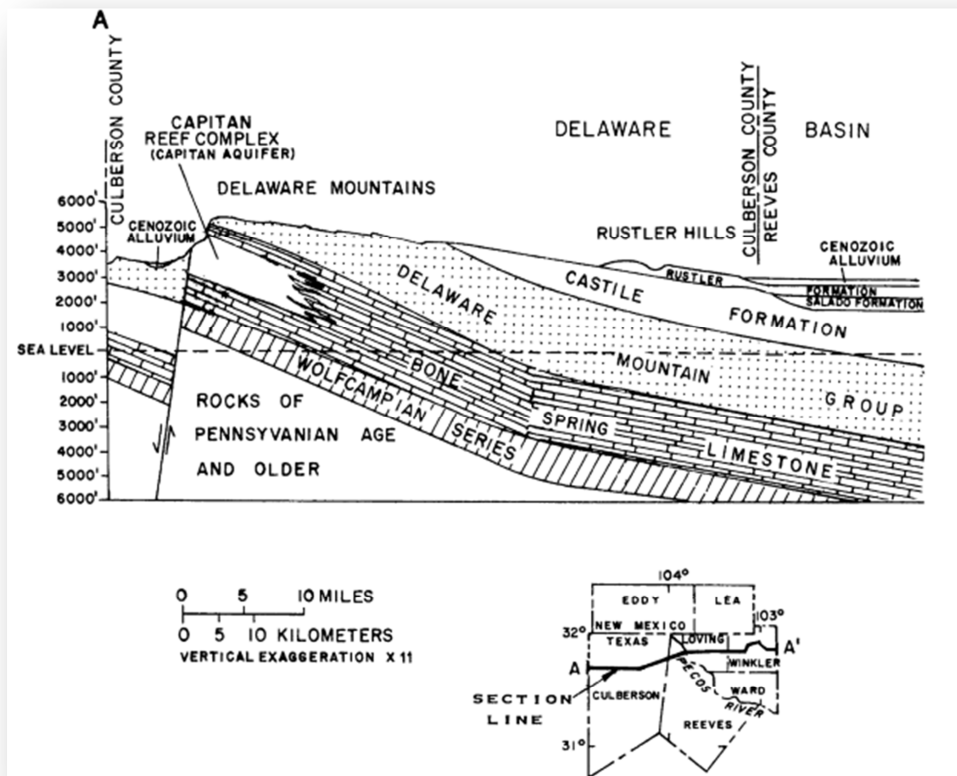 A
CULBERSON COUNTY
CAPITAN
REEF COMPLEX
(CAPITAN AQUIFER)
DELAWARE MOUNTAINS
DELAWARE BASIN
CULBERSON COUNTY
REEVES COUNTY
CENOZOIC
ALLUVIUM
RUSTLER HILLS
CENOZOIC
ALLUVIUM
6000'
5000'
4000'
3000'
2000'
1000'
SEA LEVEL
1000'
2000'
3000'
4000'
5000'
6000'
RUSTLER
FORMATION
SALADO FORMATION
CASTILE FORMATION
DELAWARE MOUNTAIN GROUP
BONE SPRING LIMESTONE
WOLFCAMPIAN SERIES
ROCKS OF
PENNSYVANIAN AGE
AND OLDER
0 5 10 MILES
0 5 10 KILOMETERS
VERTICAL EXAGGERATION X 11
104°
EDDY LEA
103°
NEW MEXICO
32°
TEXAS LOVING
A A'
WINKLER
PECOS
RIVER
CULBERSON WARD
SECTION
LINE
REEVES
31°